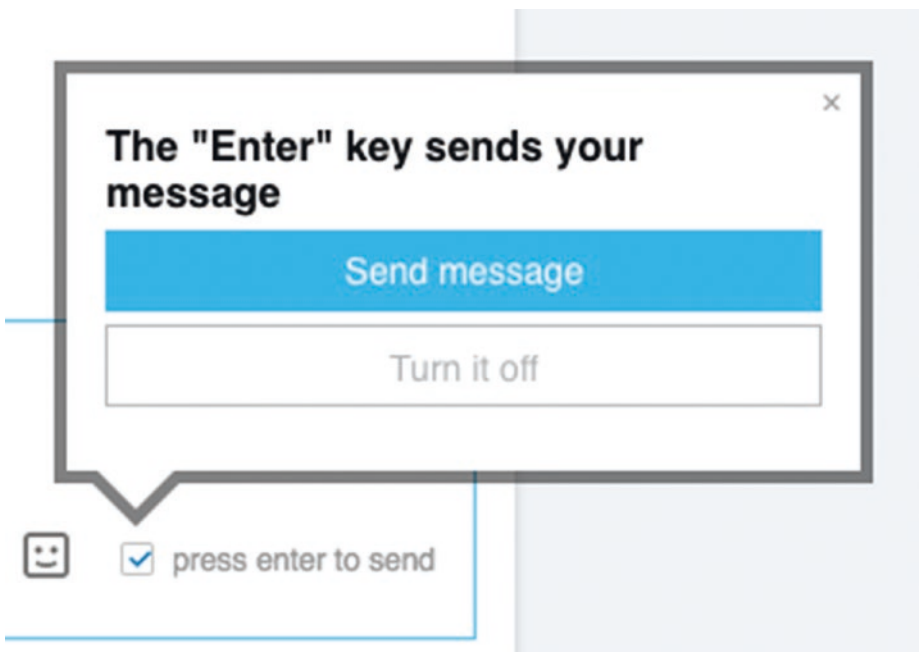 The "Enter" key sends your
message
Send message
Turn it off
press enter to send